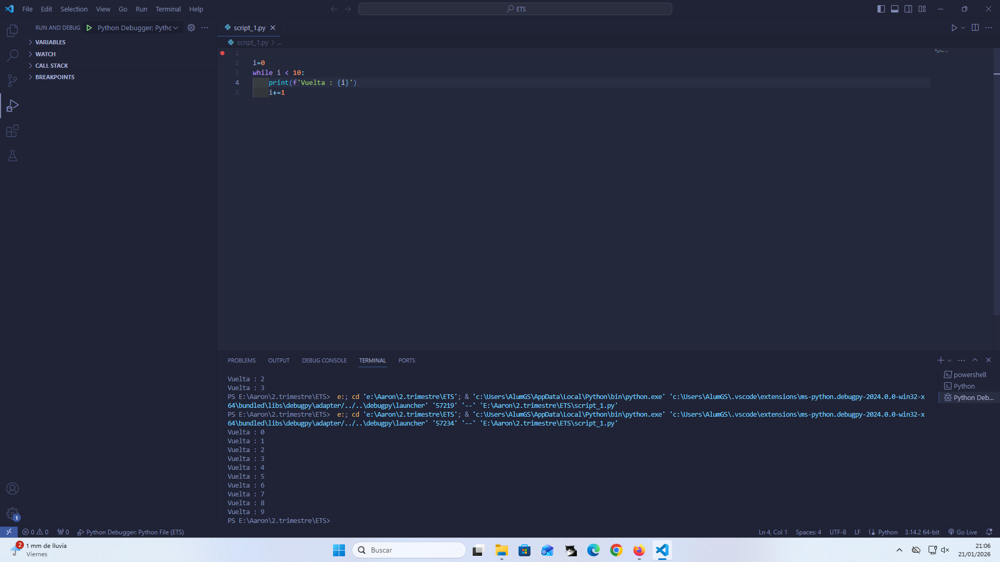 File Edit Selection View Go Run Terminal Help
ETS
RUN AND DEBUG Python Debugger: Pythc
VARIABLES
WATCH
CALL STACK
BREAKPOINTS
script_1.py
script_1.py > ...
1
2 i=0
3 while i < 10:
4 print(f'Vuelta : {i}')
5 i+=1
PROBLEMS OUTPUT DEBUG CONSOLE TERMINAL PORTS
powershell
Python
Python Deb...
Vuelta : 2
Vuelta : 3
PS E:\Aaron\2.trimestre\ETS> e:; cd 'e:\Aaron\2.trimestre\ETS'; & 'c:\Users\AlumGS\AppData\Local\Python\bin\python.exe' 'c:\Users\AlumGS\.vscode\extensions\ms-python.debugpy-2024.0.0-win32-x
64\bundled\libs\debugpy\adapter/../..\debugpy\launcher' '57219' '--' 'E:\Aaron\2.trimestre\ETS\script_1.py'
PS E:\Aaron\2.trimestre\ETS> e:; cd 'e:\Aaron\2.trimestre\ETS'; & 'c:\Users\AlumGS\AppData\Local\Python\bin\python.exe' 'c:\Users\AlumGS\.vscode\extensions\ms-python.debugpy-2024.0.0-win32-x
64\bundled\libs\debugpy\adapter/../..\debugpy\launcher' '57234' '--' 'E:\Aaron\2.trimestre\ETS\script_1.py'
Vuelta : 0
Vuelta : 1
Vuelta : 2
Vuelta : 3
Vuelta : 4
Vuelta : 5
Vuelta : 6
Vuelta : 7
Vuelta : 8
Vuelta : 9
PS E:\Aaron\2.trimestre\ETS>
1
0 0 0 Python Debugger: Python File (ETS) Ln 4, Col 1 Spaces: 4 UTF-8 LF {} Python 3.14.2 64-bit Go Live
2
1 mm de lluvia
Viernes
Buscar
21:06
21/01/2026